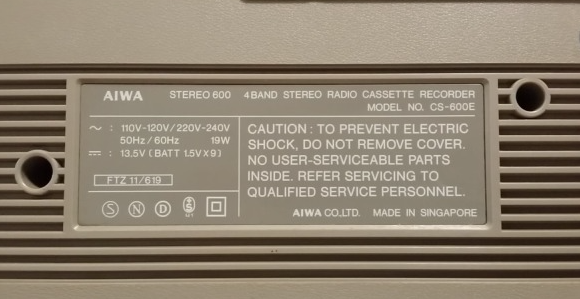 AIWA STEREO 600 4 BAND STEREO RADIO CASSETTE RECORDER
MODEL NO. CS-600E
~ : 110V-120V/220V-240V
50Hz/60Hz 19W
⎓ : 13.5V (BATT 1.5V X 9)
FTZ 11/619
S N D S
CAUTION: TO PREVENT ELECTRIC
SHOCK, DO NOT REMOVE COVER.
NO USER-SERVICEABLE PARTS
INSIDE. REFER SERVICING TO
QUALIFIED SERVICE PERSONNEL.
AIWA CO.,LTD. MADE IN SINGAPORE